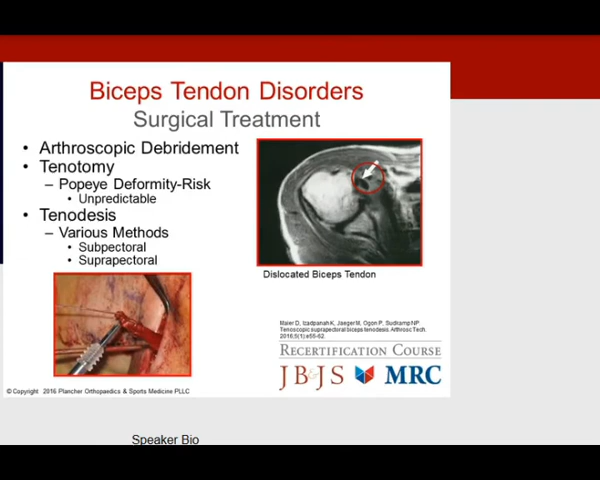 Biceps Tendon Disorders
Surgical Treatment
• Arthroscopic Debridement
• Tenotomy
– Popeye Deformity-Risk
• Unpredictable
• Tenodesis
– Various Methods
• Subpectoral
• Suprapectoral
Dislocated Biceps Tendon
Maier D, Izadpanah K, Jaeger M, Ogon P, Sudkamp NP.
Tenoscopic suprapectoral biceps tenodesis. Arthrosc Tech.
2016;5(1):e55-62.
RECERTIFICATION COURSE
JB&JS MRC
© Copyright 2016 Plancher Orthopaedics & Sports Medicine PLLC
Speaker Bio